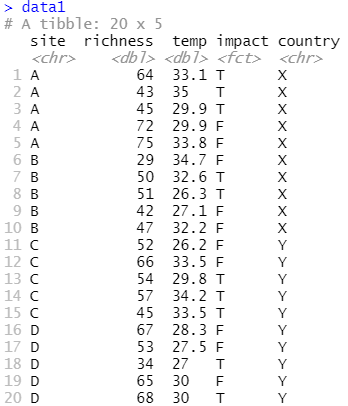 > data1
# A tibble: 20 x 5
site richness temp impact country
<chr> <dbl> <dbl> <fct> <chr>
1 A 64 33.1 T X
2 A 43 35 T X
3 A 45 29.9 T X
4 A 72 29.9 F X
5 A 75 33.8 F X
6 B 29 34.7 F X
7 B 50 32.6 T X
8 B 51 26.3 T X
9 B 42 27.1 F X
10 B 47 32.2 F X
11 C 52 26.2 F Y
12 C 66 33.5 F Y
13 C 54 29.8 T Y
14 C 57 34.2 T Y
15 C 45 33.5 T Y
16 D 67 28.3 F Y
17 D 53 27.5 F Y
18 D 34 27 T Y
19 D 65 30 F Y
20 D 68 30 T Y